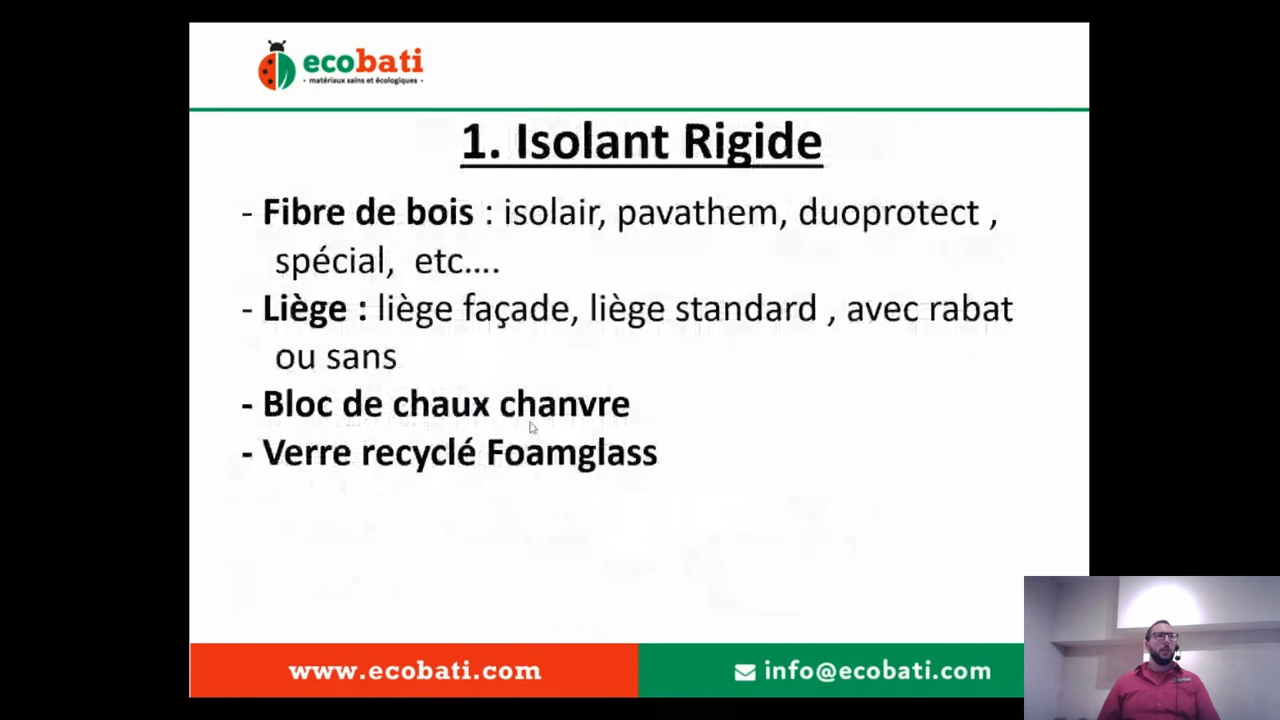 ecobati
· matériaux sains et écologiques ·
1. Isolant Rigide
- Fibre de bois : isolair, pavathem, duoprotect ,
spécial, etc....
- Liège : liège façade, liège standard , avec rabat
ou sans
- Bloc de chaux chanvre
- Verre recyclé Foamglass
www.ecobati.com
info@ecobati.com